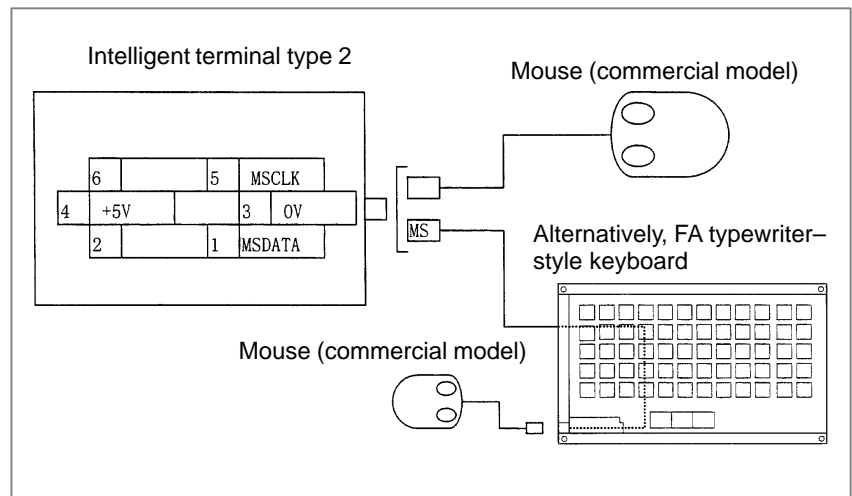 Intelligent terminal type 2
Mouse (commercial model)
6 5 MSCLK
4 +5V 3 0V
2 1 MSDATA
MS
Alternatively, FA typewriter–
style keyboard
Mouse (commercial model)